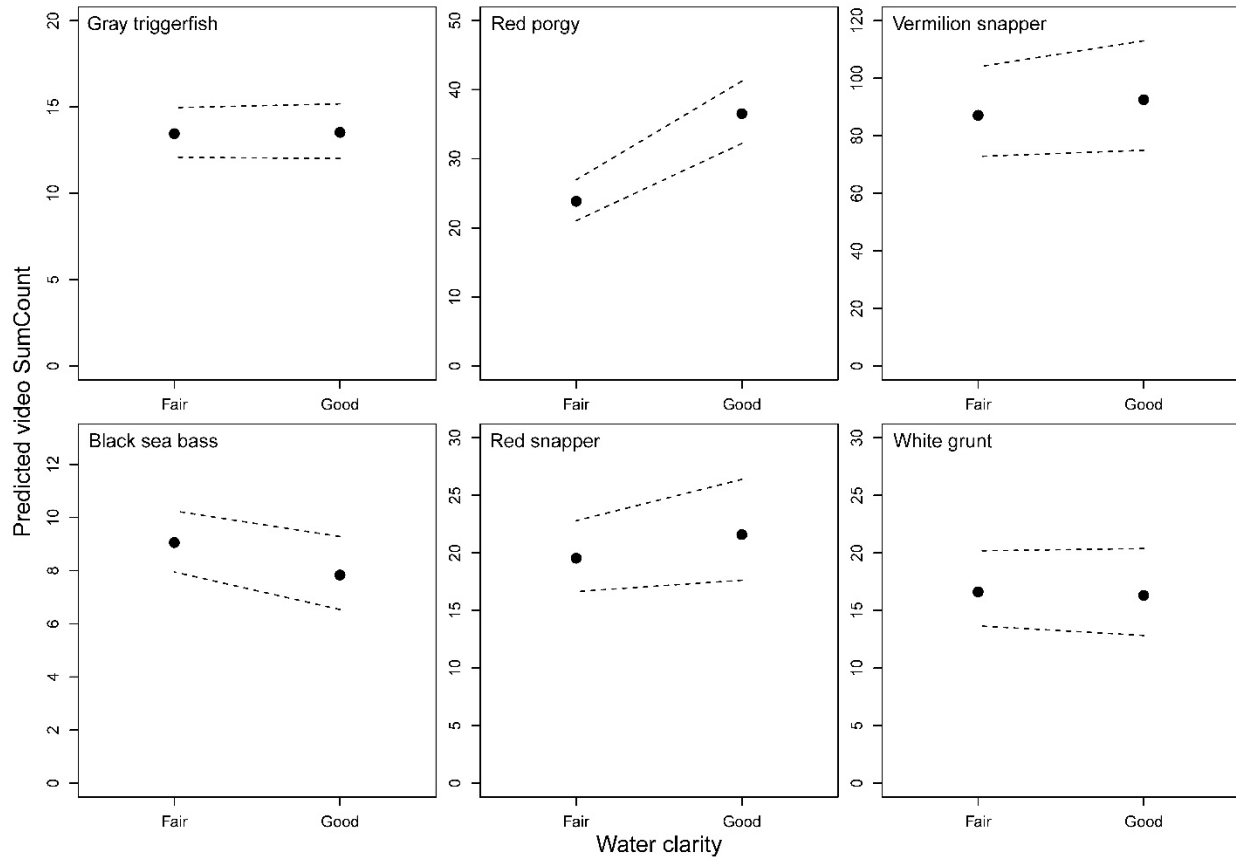 Predicted video SumCount
Gray triggerfish
20
15
10
5
0
Fair Good
Red porgy
50
40
30
20
10
0
Fair Good
Vermilion snapper
120
100
80
60
40
20
0
Fair Good
Black sea bass
12
10
8
6
4
2
0
Fair Good
Red snapper
30
25
20
15
10
5
0
Fair Good
White grunt
30
25
20
15
10
5
0
Fair Good
Water clarity